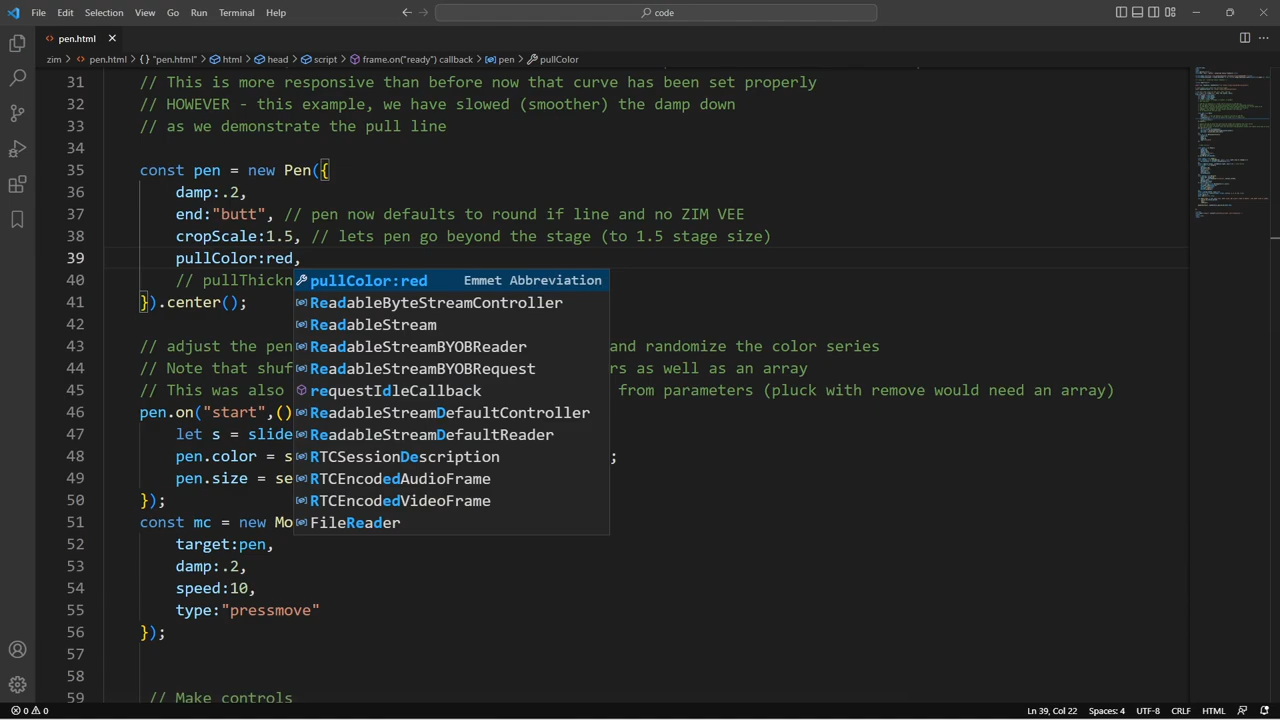 File Edit Selection View Go Run Terminal Help code
pen.html
zim > pen.html > {} "pen.html" > html > head > script > frame.on("ready") callback > pen > pullColor
31 // This is more responsive than before now that curve has been set properly
32 // HOWEVER - this example, we have slowed (smoother) the damp down
33 // as we demonstrate the pull line
34
35 const pen = new Pen({
36 damp:.2,
37 end:"butt", // pen now defaults to round if line and no ZIM VEE
38 cropScale:1.5, // lets pen go beyond the stage (to 1.5 stage size)
39 pullColor:red,
40 // pullThickn
pullColor:red Emmet Abbreviation
41 }).center();
ReadableByteStreamController
42
ReadableStream
43 // adjust the pen and randomize the color series
ReadableStreamBYOBReader
44 // Note that shuf rs as well as an array
ReadableStreamBYOBRequest
45 // This was also from parameters (pluck with remove would need an array)
requestIdleCallback
46 pen.on("start",()
ReadableStreamDefaultController
47 let s = slide
ReadableStreamDefaultReader
48 pen.color = s ;
RTCSessionDescription
49 pen.size = se
RTCEncodedAudioFrame
50 });
RTCEncodedVideoFrame
51 const mc = new Mo
FileReader
52 target:pen,
53 damp:.2,
54 speed:10,
55 type:"pressmove"
56 });
57
58
59 // Make controls
0 0 Ln 39, Col 22 Spaces: 4 UTF-8 CRLF HTML